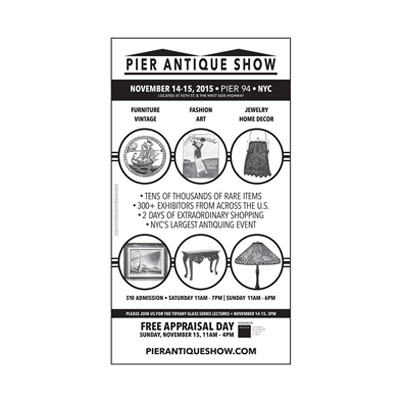 PIER ANTIQUE SHOW
NOVEMBER 14-15, 2015 • PIER 94 • NYC
LOCATED AT 55TH ST. & THE WEST SIDE HIGHWAY
FURNITURE
VINTAGE
FASHION
ART
JEWELRY
HOME DECOR
• TENS OF THOUSANDS OF RARE ITEMS
• 300+ EXHIBITORS FROM ACROSS THE U.S.
• 2 DAYS OF EXTRAORDINARY SHOPPING
• NYC'S LARGEST ANTIQUING EVENT
$10 ADMISSION • SATURDAY 11AM - 7PM | SUNDAY 11AM - 6PM
PLEASE JOIN US FOR THE TIFFANY GLASS SERIES LECTURES • NOVEMBER 14-15, 3PM
FREE APPRAISAL DAY
SUNDAY, NOVEMBER 15, 11AM - 4PM
PIERANTIQUESHOW.COM